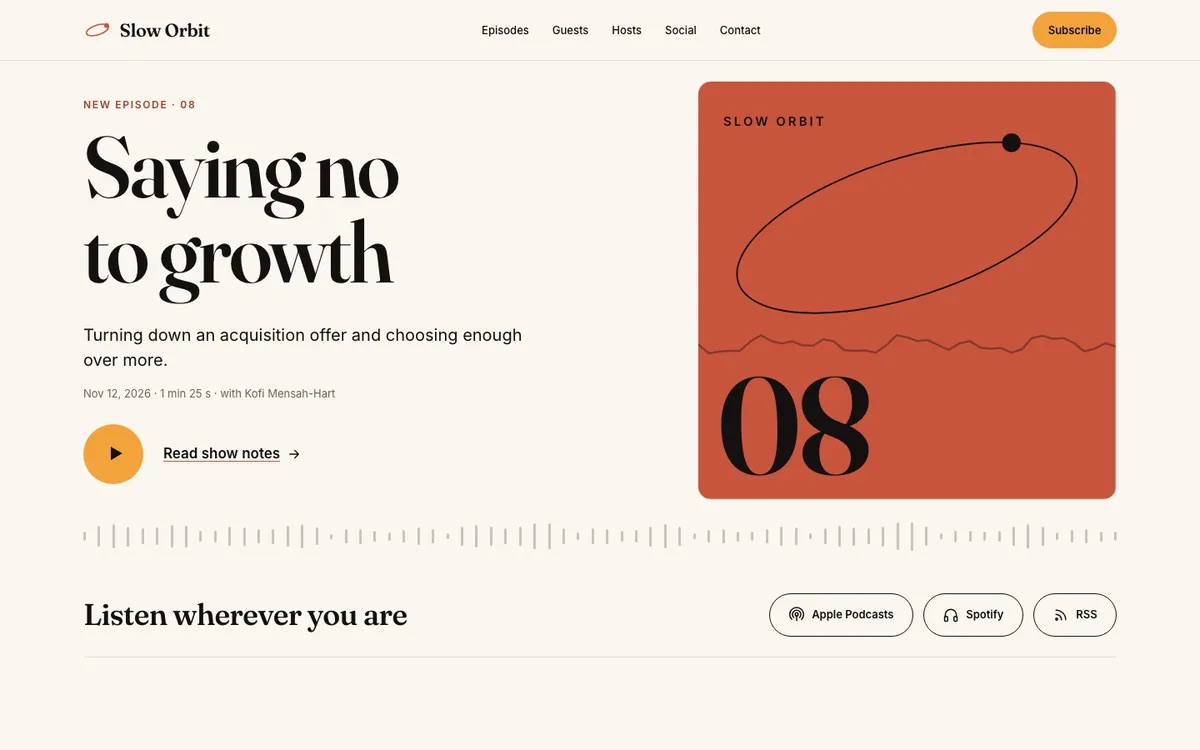 Slow Orbit
Episodes
Guests
Hosts
Social
Contact
Subscribe
NEW EPISODE · 08
Saying no
to growth
Turning down an acquisition offer and choosing enough
over more.
Nov 12, 2026 · 1 min 25 s · with Kofi Mensah-Hart
Read show notes →
SLOW ORBIT
08
Listen wherever you are
Apple Podcasts
Spotify
RSS